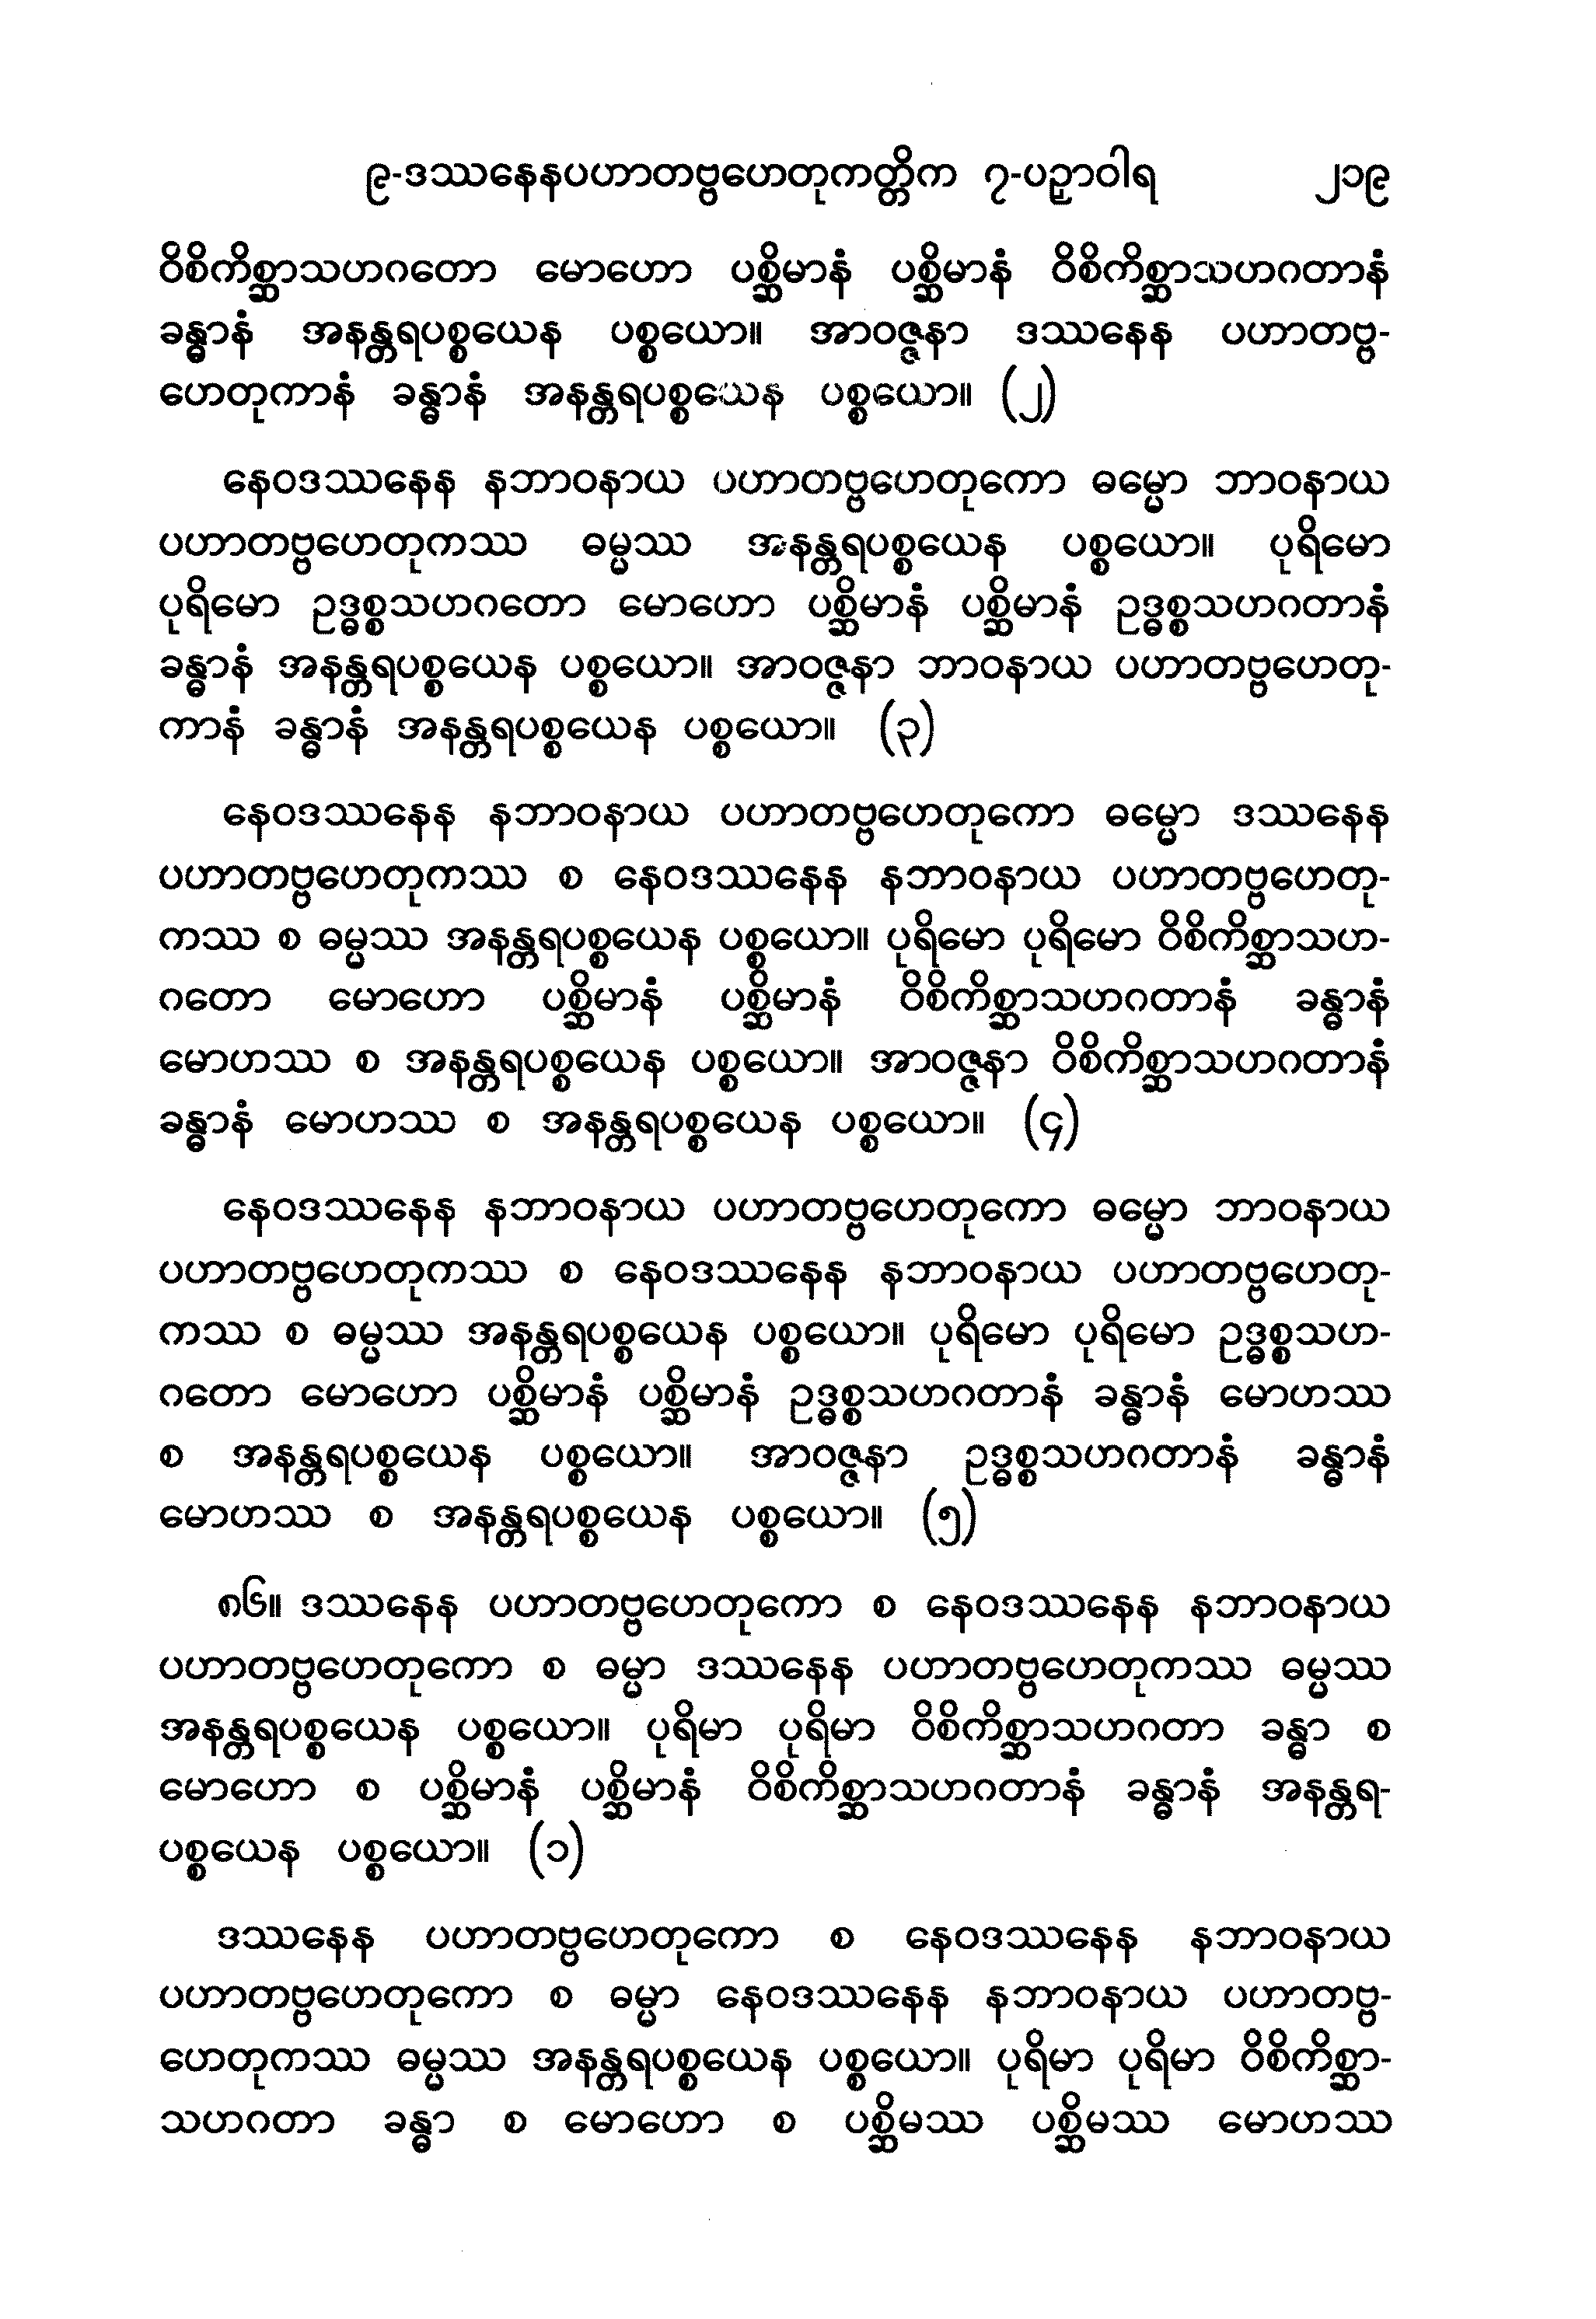 ၉-ဒဿနေနပဟာတဗ္ဗဟေတုကတ္တိက ၇-ပဉှာဝါရ ၂၁၉
ဝိစိကိစ္ဆာသဟဂတော မောဟော ပစ္ဆိမာနံ ပစ္ဆိမာနံ ဝိစိကိစ္ဆာသဟဂတာနံ
ခန္ဓာနံ အနန္တရပစ္စယေန ပစ္စယော။ အာဝဇ္ဇနာ ဒဿနေန ပဟာတဗ္ဗ-
ဟေတုကာနံ ခန္ဓာနံ အနန္တရပစ္စယေန ပစ္စယော။ (၂)
နေဝဒဿနေန နဘာဝနာယ ပဟာတဗ္ဗဟေတုကော ဓမ္မော ဘာဝနာယ
ပဟာတဗ္ဗဟေတုကဿ ဓမ္မဿ အနန္တရပစ္စယေန ပစ္စယော။ ပုရိမော
ပုရိမော ဥဒ္ဓစ္စသဟဂတော မောဟော ပစ္ဆိမာနံ ပစ္ဆိမာနံ ဥဒ္ဓစ္စသဟဂတာနံ
ခန္ဓာနံ အနန္တရပစ္စယေန ပစ္စယော။ အာဝဇ္ဇနာ ဘာဝနာယ ပဟာတဗ္ဗဟေတု-
ကာနံ ခန္ဓာနံ အနန္တရပစ္စယေန ပစ္စယော။ (၃)
နေဝဒဿနေန နဘာဝနာယ ပဟာတဗ္ဗဟေတုကော ဓမ္မော ဒဿနေန
ပဟာတဗ္ဗဟေတုကဿ စ နေဝဒဿနေန နဘာဝနာယ ပဟာတဗ္ဗဟေတု-
ကဿ စ ဓမ္မဿ အနန္တရပစ္စယေန ပစ္စယော။ ပုရိမော ပုရိမော ဝိစိကိစ္ဆာသဟ-
ဂတော မောဟော ပစ္ဆိမာနံ ပစ္ဆိမာနံ ဝိစိကိစ္ဆာသဟဂတာနံ ခန္ဓာနံ
မောဟဿ စ အနန္တရပစ္စယေန ပစ္စယော။ အာဝဇ္ဇနာ ဝိစိကိစ္ဆာသဟဂတာနံ
ခန္ဓာနံ မောဟဿ စ အနန္တရပစ္စယေန ပစ္စယော။ (၄)
နေဝဒဿနေန နဘာဝနာယ ပဟာတဗ္ဗဟေတုကော ဓမ္မော ဘာဝနာယ
ပဟာတဗ္ဗဟေတုကဿ စ နေဝဒဿနေန နဘာဝနာယ ပဟာတဗ္ဗဟေတု-
ကဿ စ ဓမ္မဿ အနန္တရပစ္စယေန ပစ္စယော။ ပုရိမော ပုရိမော ဥဒ္ဓစ္စသဟ-
ဂတော မောဟော ပစ္ဆိမာနံ ပစ္ဆိမာနံ ဥဒ္ဓစ္စသဟဂတာနံ ခန္ဓာနံ မောဟဿ
စ အနန္တရပစ္စယေန ပစ္စယော။ အာဝဇ္ဇနာ ဥဒ္ဓစ္စသဟဂတာနံ ခန္ဓာနံ
မောဟဿ စ အနန္တရပစ္စယေန ပစ္စယော။ (၅)
၈၆။ ဒဿနေန ပဟာတဗ္ဗဟေတုကော စ နေဝဒဿနေန နဘာဝနာယ
ပဟာတဗ္ဗဟေတုကော စ ဓမ္မာ ဒဿနေန ပဟာတဗ္ဗဟေတုကဿ ဓမ္မဿ
အနန္တရပစ္စယေန ပစ္စယော။ ပုရိမာ ပုရိမာ ဝိစိကိစ္ဆာသဟဂတာ ခန္ဓာ စ
မောဟော စ ပစ္ဆိမာနံ ပစ္ဆိမာနံ ဝိစိကိစ္ဆာသဟဂတာနံ ခန္ဓာနံ အနန္တရ-
ပစ္စယေန ပစ္စယော။ (၁)
ဒဿနေန ပဟာတဗ္ဗဟေတုကော စ နေဝဒဿနေန နဘာဝနာယ
ပဟာတဗ္ဗဟေတုကော စ ဓမ္မာ နေဝဒဿနေန နဘာဝနာယ ပဟာတဗ္ဗ-
ဟေတုကဿ ဓမ္မဿ အနန္တရပစ္စယေန ပစ္စယော။ ပုရိမာ ပုရိမာ ဝိစိကိစ္ဆာ-
သဟဂတာ ခန္ဓာ စ မောဟော စ ပစ္ဆိမဿ ပစ္ဆိမဿ မောဟဿ